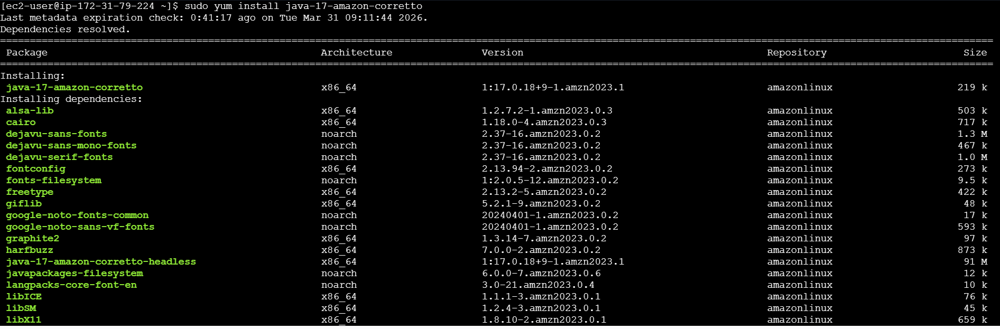 [ec2-user@ip-172-31-79-224 ~]$ sudo yum install java-17-amazon-corretto
Last metadata expiration check: 0:41:17 ago on Tue Mar 31 09:11:44 2026.
Dependencies resolved.
Package Architecture Version Repository Size
Installing:
java-17-amazon-corretto x86_64 1:17.0.18+9-1.amzn2023.1 amazonlinux 219 k
Installing dependencies:
alsa-lib x86_64 1.2.7.2-1.amzn2023.0.3 amazonlinux 503 k
cairo x86_64 1.18.0-4.amzn2023.0.3 amazonlinux 717 k
dejavu-sans-fonts noarch 2.37-16.amzn2023.0.2 amazonlinux 1.3 M
dejavu-sans-mono-fonts noarch 2.37-16.amzn2023.0.2 amazonlinux 467 k
dejavu-serif-fonts noarch 2.37-16.amzn2023.0.2 amazonlinux 1.0 M
fontconfig x86_64 2.13.94-2.amzn2023.0.2 amazonlinux 273 k
fonts-filesystem noarch 1:2.0.5-12.amzn2023.0.2 amazonlinux 9.5 k
freetype x86_64 2.13.2-5.amzn2023.0.2 amazonlinux 422 k
giflib x86_64 5.2.1-9.amzn2023.0.2 amazonlinux 48 k
google-noto-fonts-common noarch 20240401-1.amzn2023.0.2 amazonlinux 17 k
google-noto-sans-vf-fonts noarch 20240401-1.amzn2023.0.2 amazonlinux 593 k
graphite2 x86_64 1.3.14-7.amzn2023.0.2 amazonlinux 97 k
harfbuzz x86_64 7.0.0-2.amzn2023.0.2 amazonlinux 873 k
java-17-amazon-corretto-headless x86_64 1:17.0.18+9-1.amzn2023.1 amazonlinux 91 M
javapackages-filesystem noarch 6.0.0-7.amzn2023.0.6 amazonlinux 12 k
langpacks-core-font-en noarch 3.0-21.amzn2023.0.4 amazonlinux 10 k
libICE x86_64 1.1.1-3.amzn2023.0.1 amazonlinux 76 k
libSM x86_64 1.2.4-3.amzn2023.0.1 amazonlinux 45 k
libX11 x86_64 1.8.10-2.amzn2023.0.1 amazonlinux 659 k